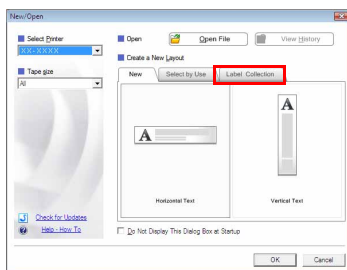 New/Open
Select Printer
XX-XXXX
Tape size
All
Check for Updates
Help - How To
Open
Open File
View History
Create a New Layout
New
Select by Use
Label Collection
A
Horizontal Text
A
Vertical Text
Do Not Display This Dialog Box at Startup
OK
Cancel